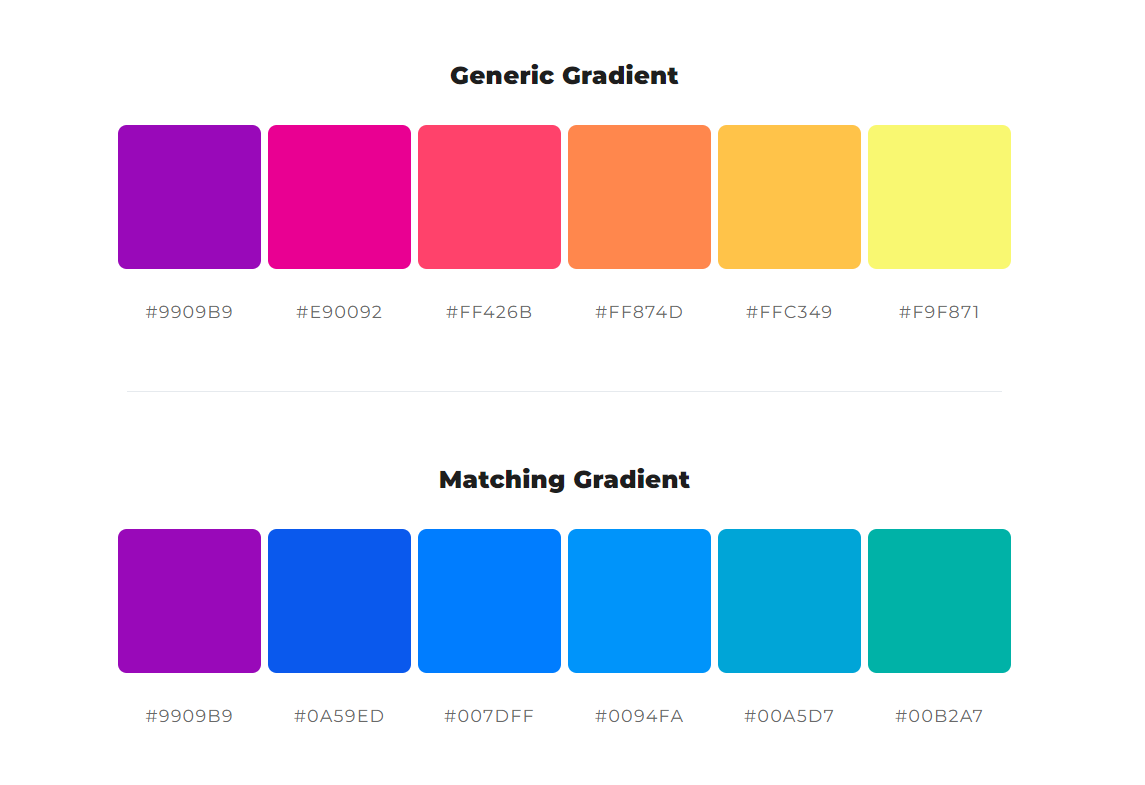 Generic Gradient
#9909B9 #E90092 #FF426B #FF874D #FFC349 #F9F871
Matching Gradient
#9909B9 #0A59ED #007DFF #0094FA #00A5D7 #00B2A7